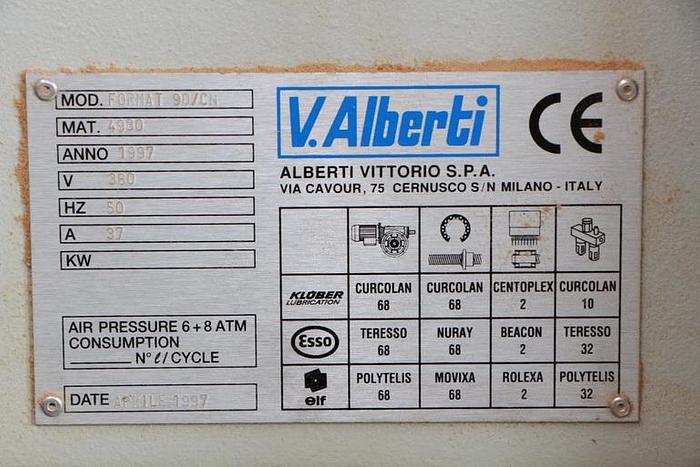 MOD. FORMAT 90/CN
MAT. 4990
ANNO 1997
V 380
HZ 50
A 37
KW
AIR PRESSURE 6+8 ATM
CONSUMPTION
____ N° ℓ / CYCLE
DATE APRILE 1997
V. Alberti
CE
ALBERTI VITTORIO S.P.A.
VIA CAVOUR, 75 CERNUSCO S/N MILANO - ITALY
KLÜBER LUBRICATION CURCOLAN 68 CURCOLAN 68 CENTOPLEX 2 CURCOLAN 10
Esso TERESSO 68 NURAY 68 BEACON 2 TERESSO 32
elf POLYTELIS 68 MOVIXA 68 ROLEXA 2 POLYTELIS 32